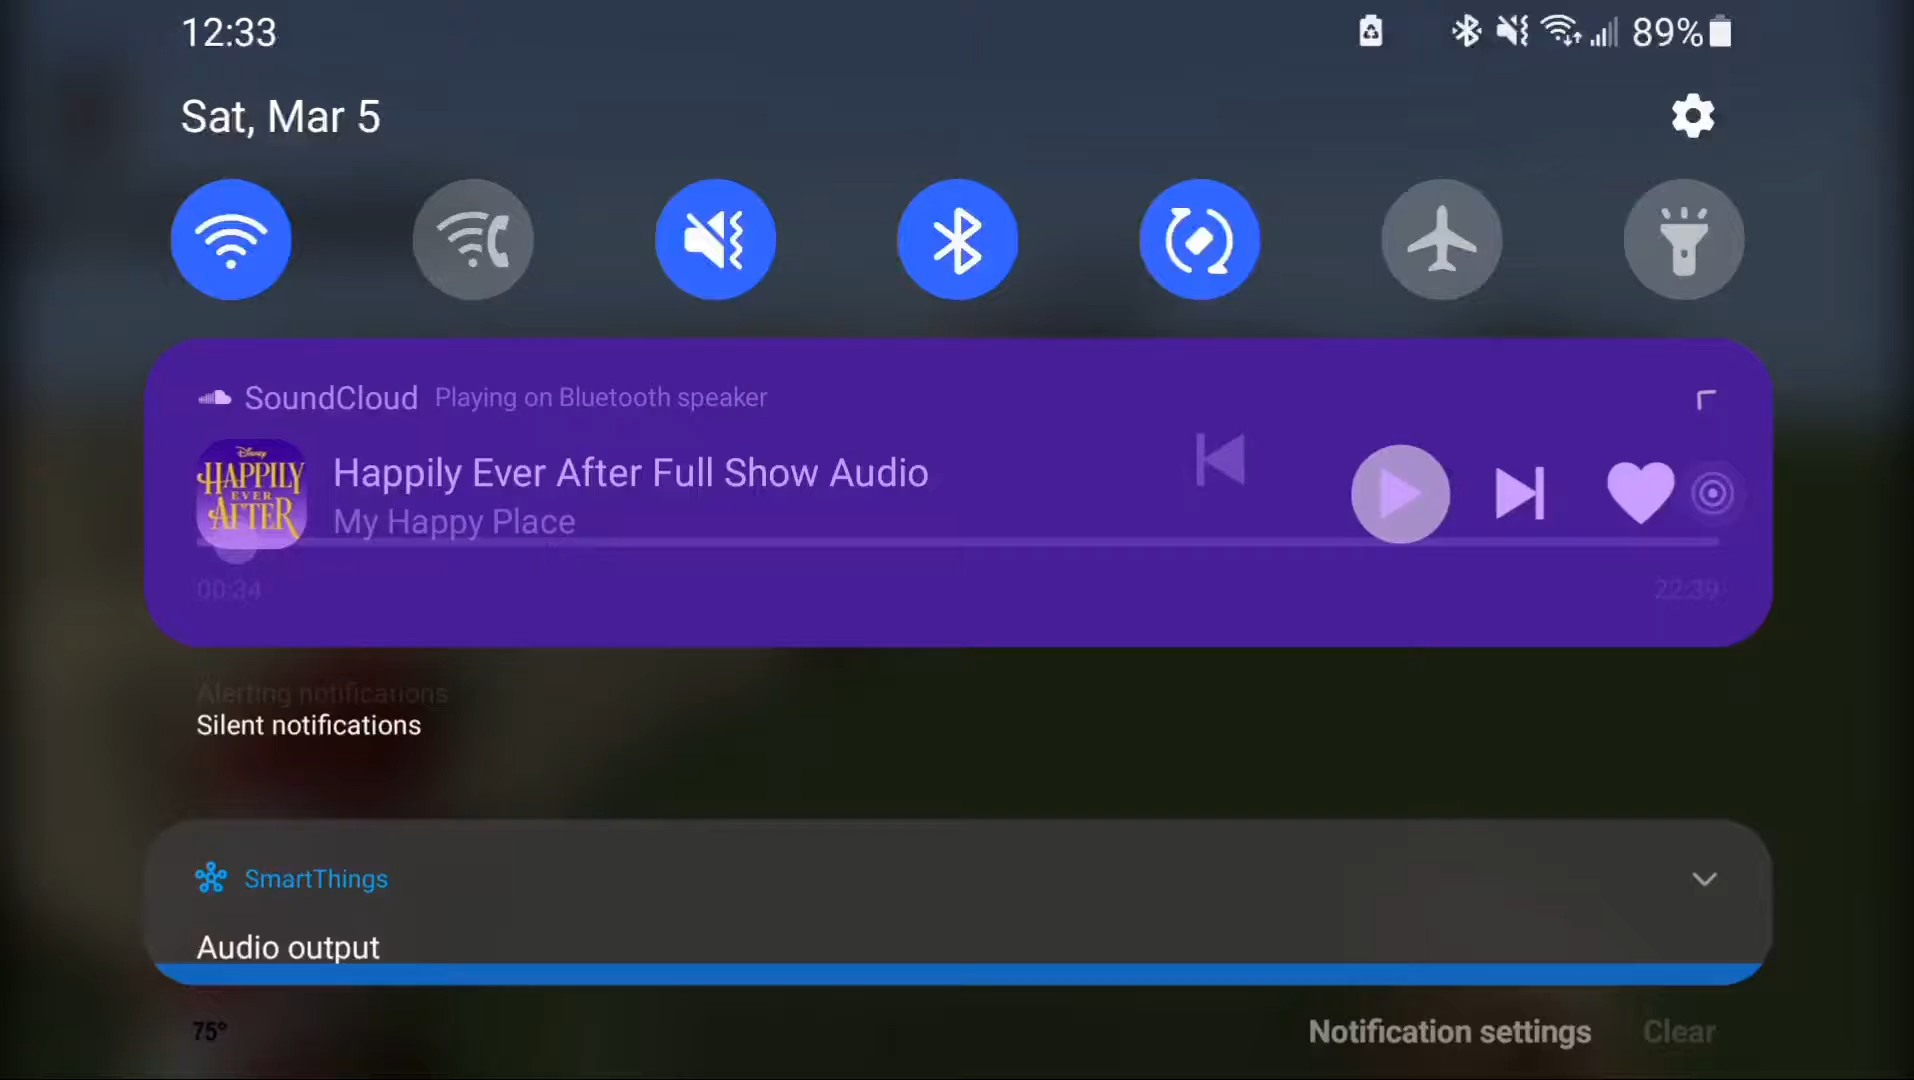 12:33
89%
Sat, Mar 5
SoundCloud Playing on Bluetooth speaker
Disney
HAPPILY
EVER
AFTER
Happily Ever After Full Show Audio
My Happy Place
00:34
22:39
Alerting notifications
Silent notifications
SmartThings
Audio output
75°
Notification settings Clear